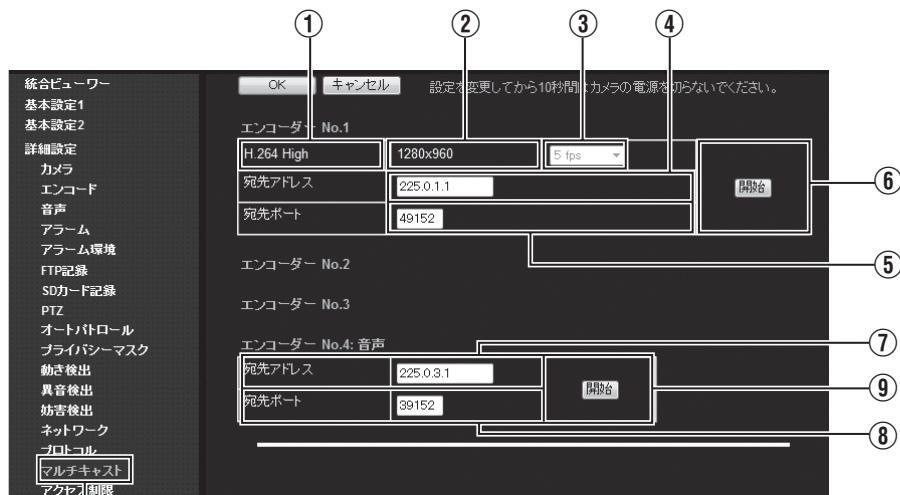 ① ② ③ ④
統合ビューワー
基本設定1
基本設定2
詳細設定
カメラ
エンコード
音声
アラーム
アラーム環境
FTP記録
SDカード記録
PTZ
オートパトロール
プライバシーマスク
動き検出
異音検出
妨害検出
ネットワーク
プロトコル
マルチキャスト
アクセス制限
OK キャンセル 設定を変更してから10秒間はカメラの電源を切らないでください。
エンコーダー No.1
H.264 High 1280x960 5 fps
宛先アドレス 225.0.1.1
宛先ポート 49152
開始
⑥
⑤
エンコーダー No.2
エンコーダー No.3
エンコーダー No.4: 音声
⑦
宛先アドレス 225.0.3.1
宛先ポート 39152
開始
⑨
⑧